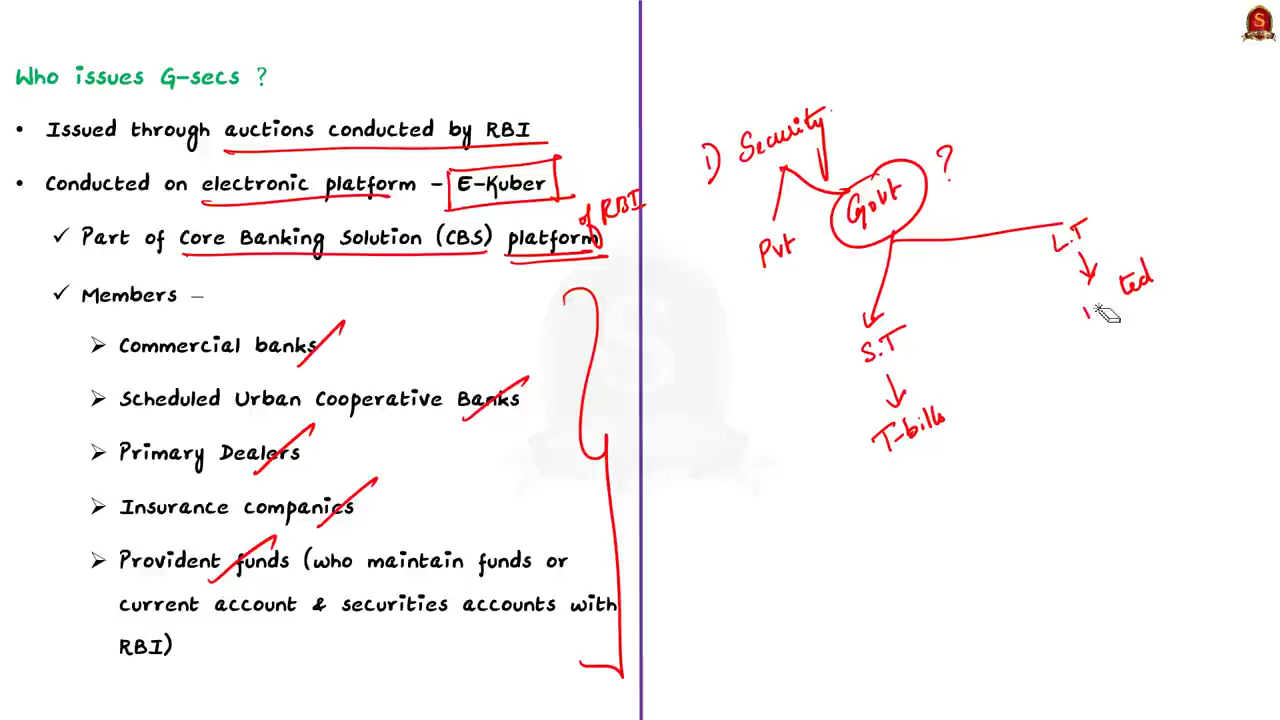 Who issues G-secs ?
• Issued through auctions conducted by RBI
• Conducted on electronic platform - E-Kuber
✓ Part of Core Banking Solution (CBS) platform of RBI
✓ Members –
➢ Commercial banks
➢ Scheduled Urban Cooperative Banks
➢ Primary Dealers
➢ Insurance companies
➢ Provident funds (who maintain funds or
current account & securities accounts with
RBI)
1) Security
Govt ?
Pvt
L.T
ted
S.T
T-bills
S